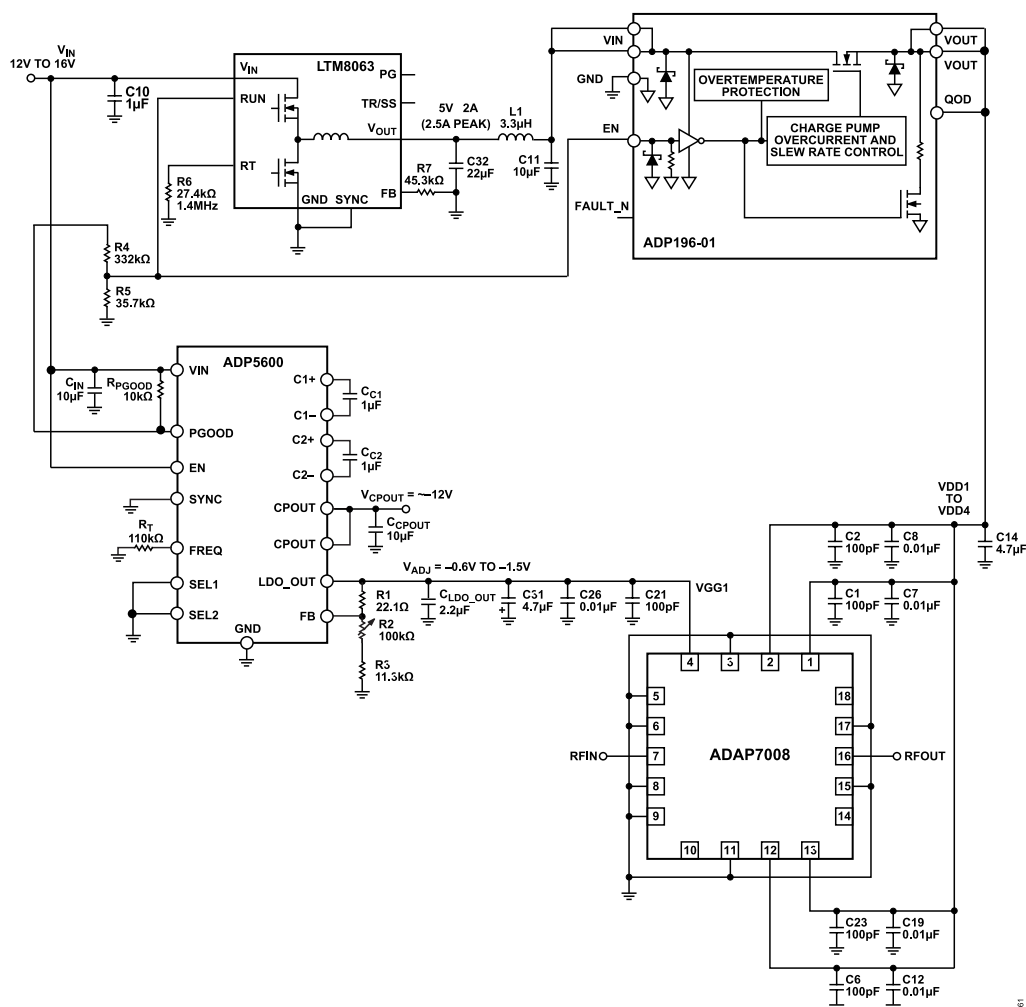 VIN
12V TO 16V
C10
1µF
VIN
LTM8063
RUN
PG
TR/SS
VOUT
RT
FB
GND SYNC
R6
27.4kΩ
1.4MHz
5V 2A
(2.5A PEAK)
L1
3.3µH
R7
45.3kΩ
C32
22µF
C11
10µF
VIN
GND
EN
FAULT_N
OVERTEMPERATURE
PROTECTION
CHARGE PUMP
OVERCURRENT AND
SLEW RATE CONTROL
ADP196-01
VOUT
VOUT
QOD
R4
332kΩ
R5
35.7kΩ
ADP5600
CIN
10µF
RPGOOD
10kΩ
VIN
PGOOD
EN
SYNC
RT
110kΩ
FREQ
SEL1
SEL2
GND
C1+
C1–
C2+
C2–
CPOUT
CPOUT
LDO_OUT
FB
CC1
1µF
CC2
1µF
VCPOUT = ~–12V
CCPOUT
10µF
VADJ = –0.6V TO –1.5V
R1
22.1Ω
R2
100kΩ
R3
11.3kΩ
CLDO_OUT
2.2µF
C31
4.7µF
+
C26
0.01µF
C21
100pF
VGG1
VDD1
TO
VDD4
C2
100pF
C8
0.01µF
C14
4.7µF
C1
100pF
C7
0.01µF
4
3
2
1
5
6
7
8
9
18
17
16
15
14
10
11
12
13
RFIN
ADAP7008
RFOUT
C23
100pF
C19
0.01µF
C6
100pF
C12
0.01µF